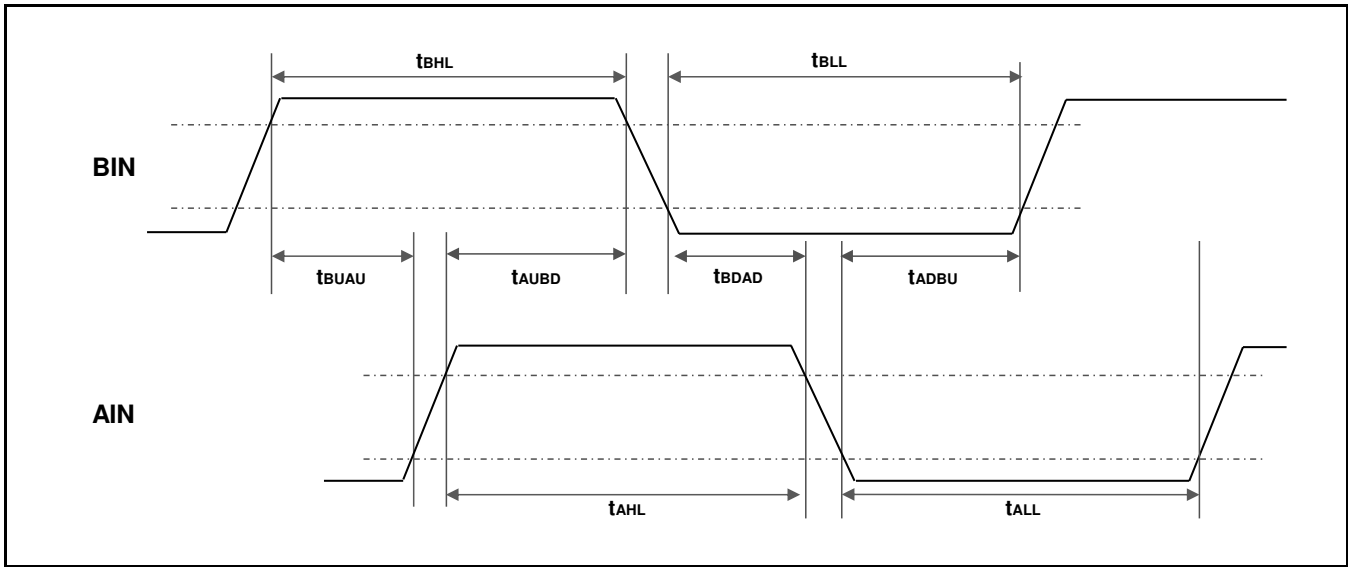 tBHL
tBLL
BIN
tBUAU
tAUBD
tBDAD
tADBU
AIN
tAHL
tALL